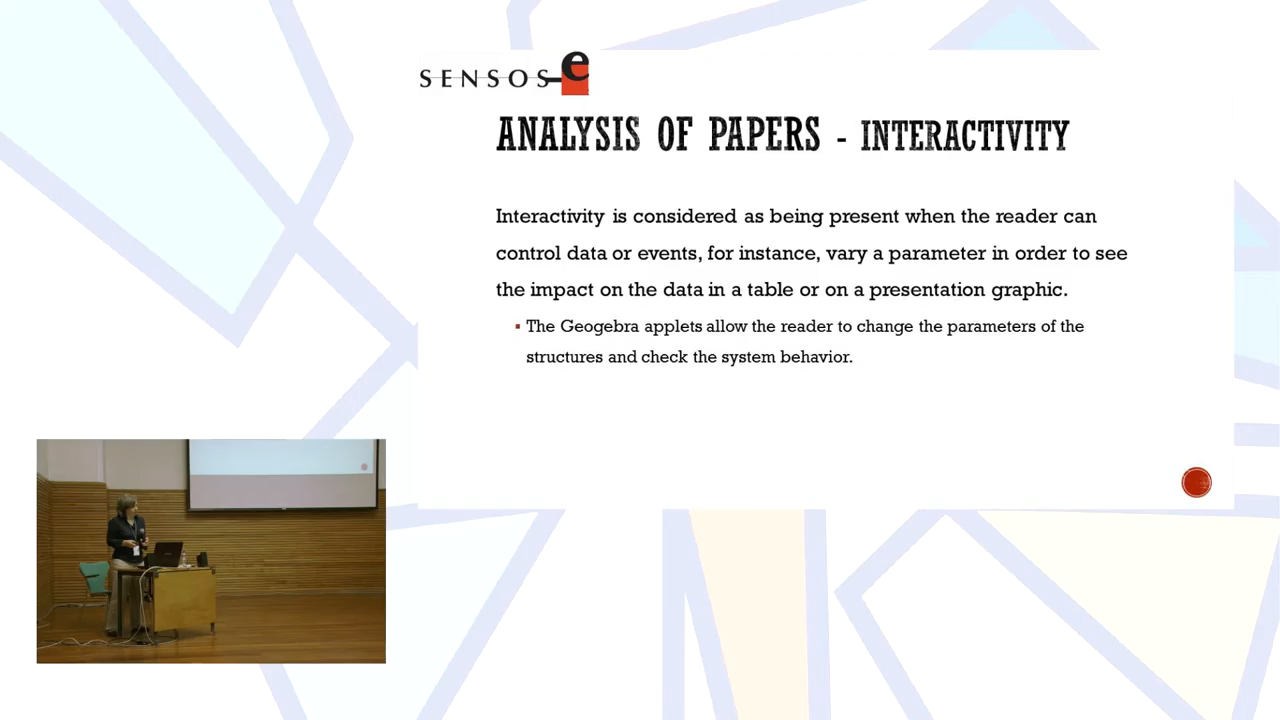 SENSOS-e
ANALYSIS OF PAPERS - INTERACTIVITY
Interactivity is considered as being present when the reader can
control data or events, for instance, vary a parameter in order to see
the impact on the data in a table or on a presentation graphic.
▪ The Geogebra applets allow the reader to change the parameters of the
structures and check the system behavior.